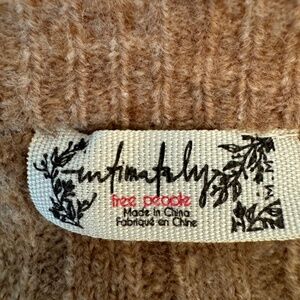 intimately
free people
Made in China
Fabriqué en Chine
M M